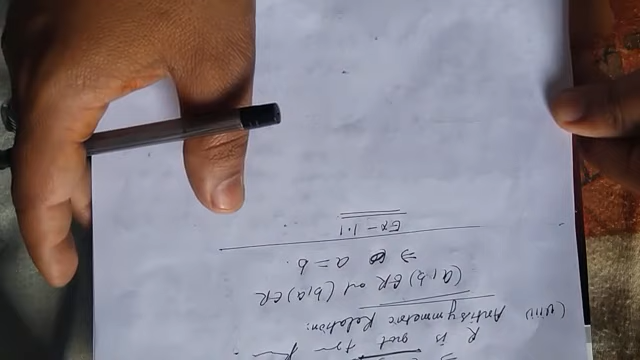 R is not
(viii) Antisymmetric Relation:
(a, b) ∈ R and (b, a) ∈ R
⇒ a = b.
Ex - 1.1